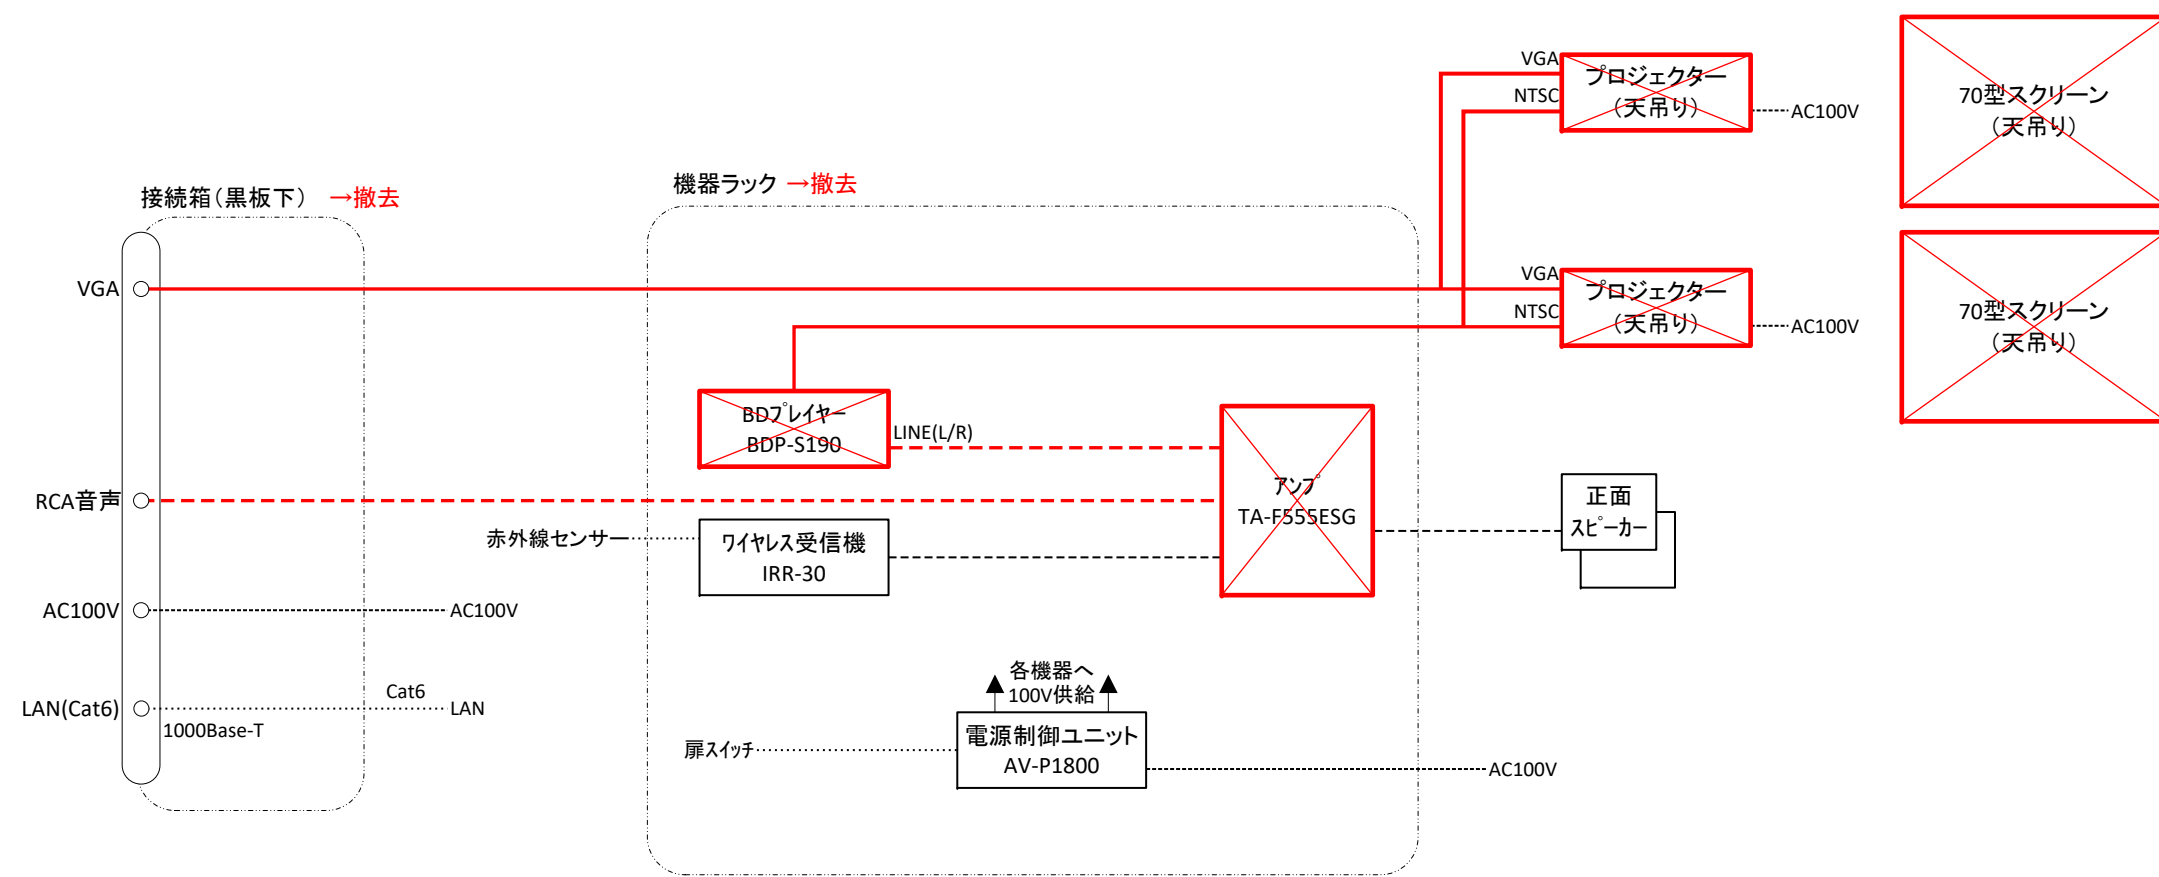 VGA
プロジェクター
NTSC
（天吊り）
AC100V
70型スクリーン
（天吊り）
接続箱（黒板下） →撤去
機器ラック →撤去
VGA
VGA
プロジェクター
NTSC
（天吊り）
AC100V
70型スクリーン
（天吊り）
BDﾌﾟﾚｲﾔｰ
BDP-S190
LINE(L/R)
RCA音声
ｱﾝﾌﾟ
TA-F555ESG
正面
ｽﾋﾟｰｶｰ
赤外線センサー
ﾜｲﾔﾚｽ受信機
IRR-30
AC100V
AC100V
LAN(Cat6)
Cat6
LAN
1000Base-T
各機器へ
100V供給
扉ｽｲｯﾁ
電源制御ユニット
AV-P1800
AC100V